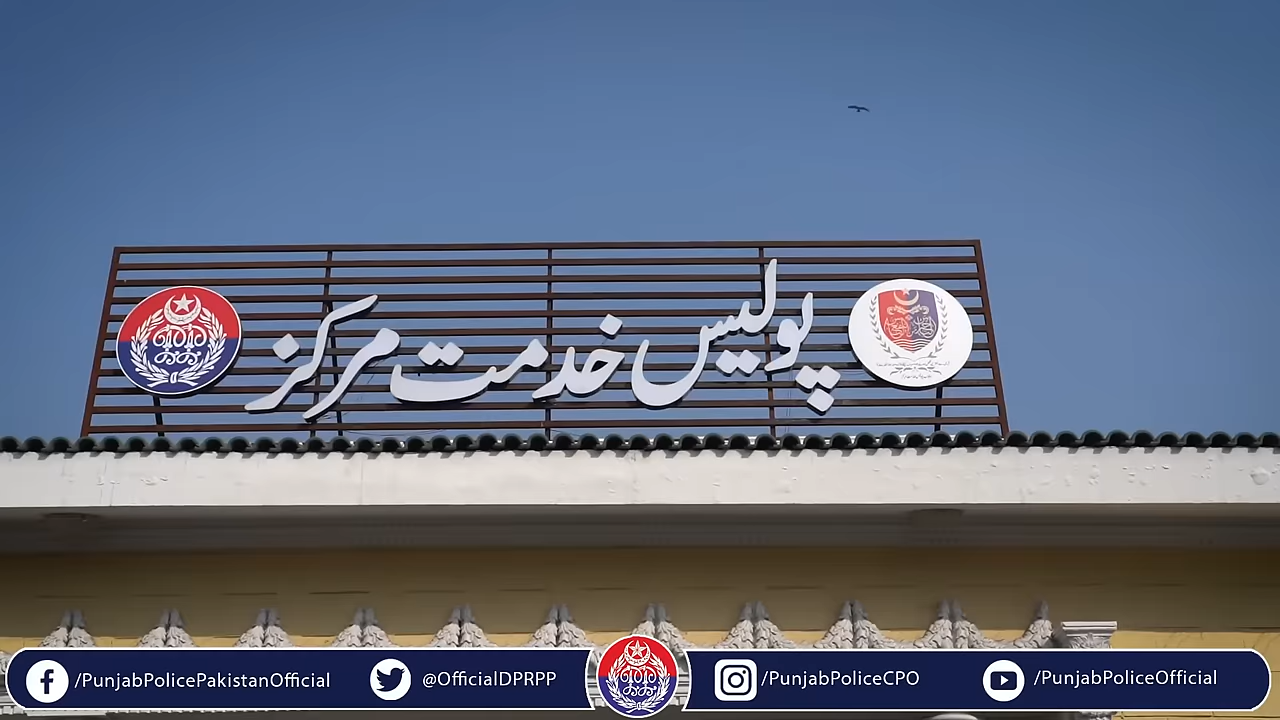 پولیس خدمت مرکز
/PunjabPolicePakistanOfficial
@OfficialDPRPP
/PunjabPoliceCPO
/PunjabPoliceOfficial